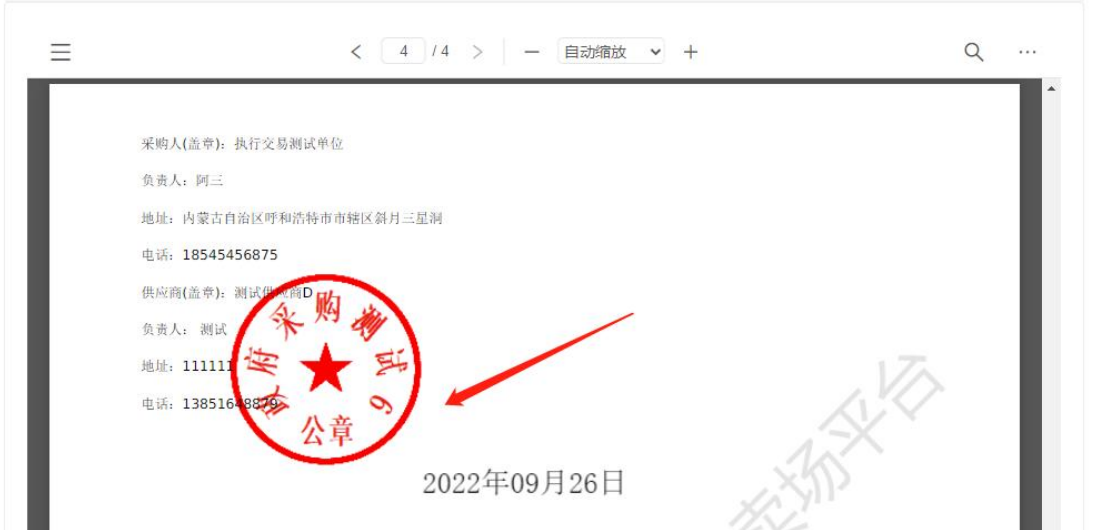 4 / 4 自动缩放
采购人(盖章)：执行交易测试单位
负责人：阿三
地址：内蒙古自治区呼和浩特市市辖区斜月三星洞
电话：18545456875
供应商(盖章)：测试供应商D
负责人： 测试
地址：111111
电话：13851648879
政府采购测试9
公章
2022年09月26日
卖场平台